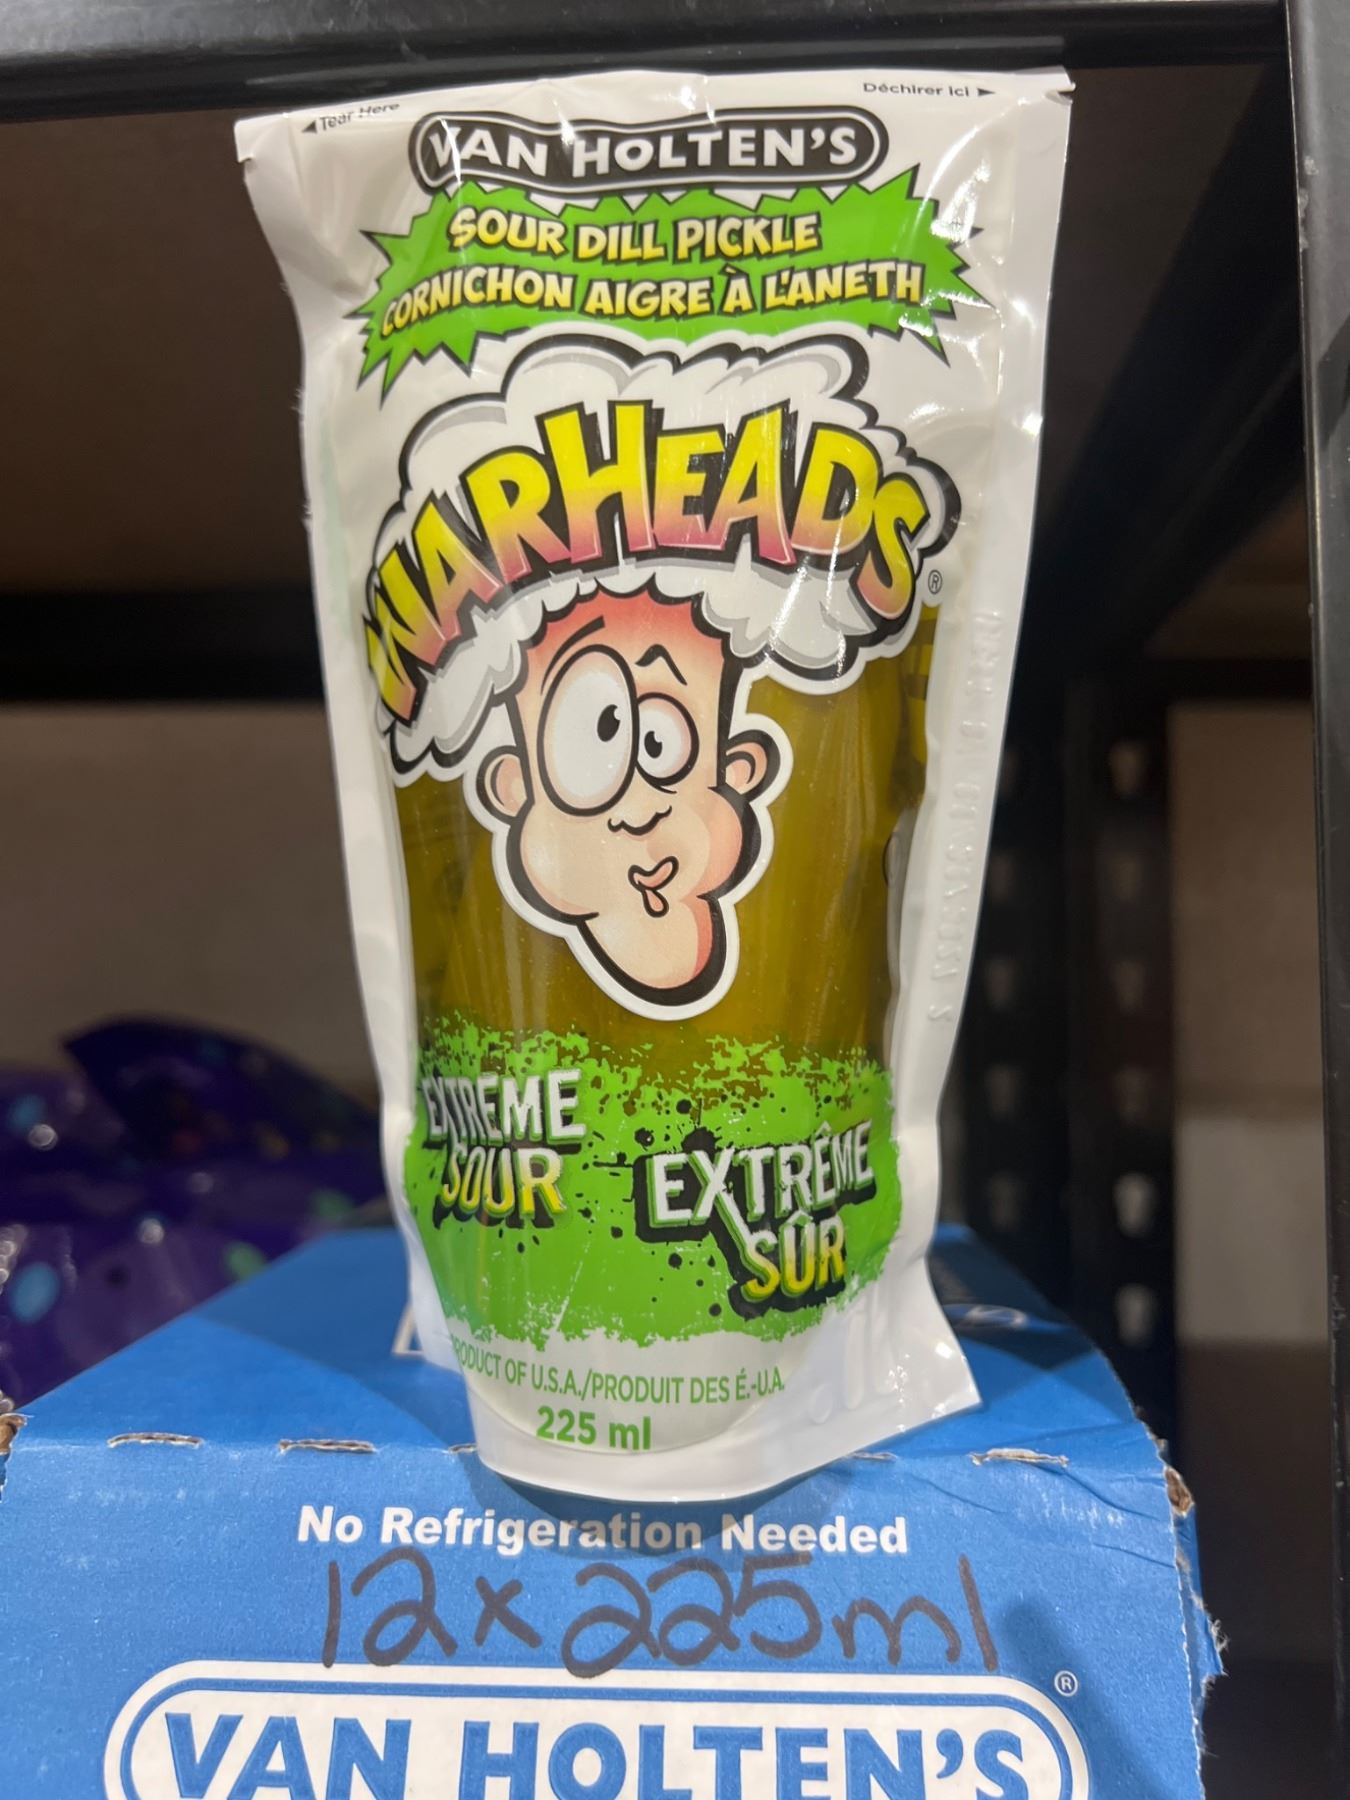 ◄Tear Here
Déchirer Ici ►
VAN HOLTEN'S
SOUR DILL PICKLE
CORNICHON AIGRE À L'ANETH
WARHEADS®
EXTREME
SOUR
EXTRÊME
SÛR
PRODUCT OF U.S.A./PRODUIT DES É.-U.A.
225 ml
No Refrigeration Needed
12x225ml
VAN HOLTEN'S®